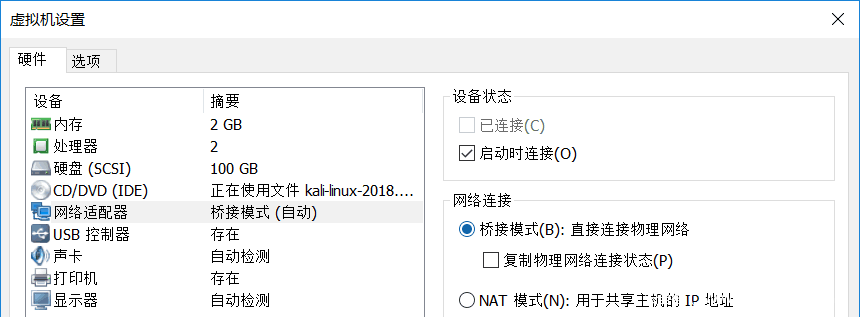 虚拟机设置
硬件 选项
设备 摘要
内存 2 GB
处理器 2
硬盘 (SCSI) 100 GB
CD/DVD (IDE) 正在使用文件 kali-linux-2018....
网络适配器 桥接模式 (自动)
USB 控制器 存在
声卡 自动检测
打印机 存在
显示器 自动检测
设备状态
已连接(C)
启动时连接(O)
网络连接
桥接模式(B): 直接连接物理网络
复制物理网络连接状态(P)
NAT 模式(N): 用于共享主机的 IP 地址